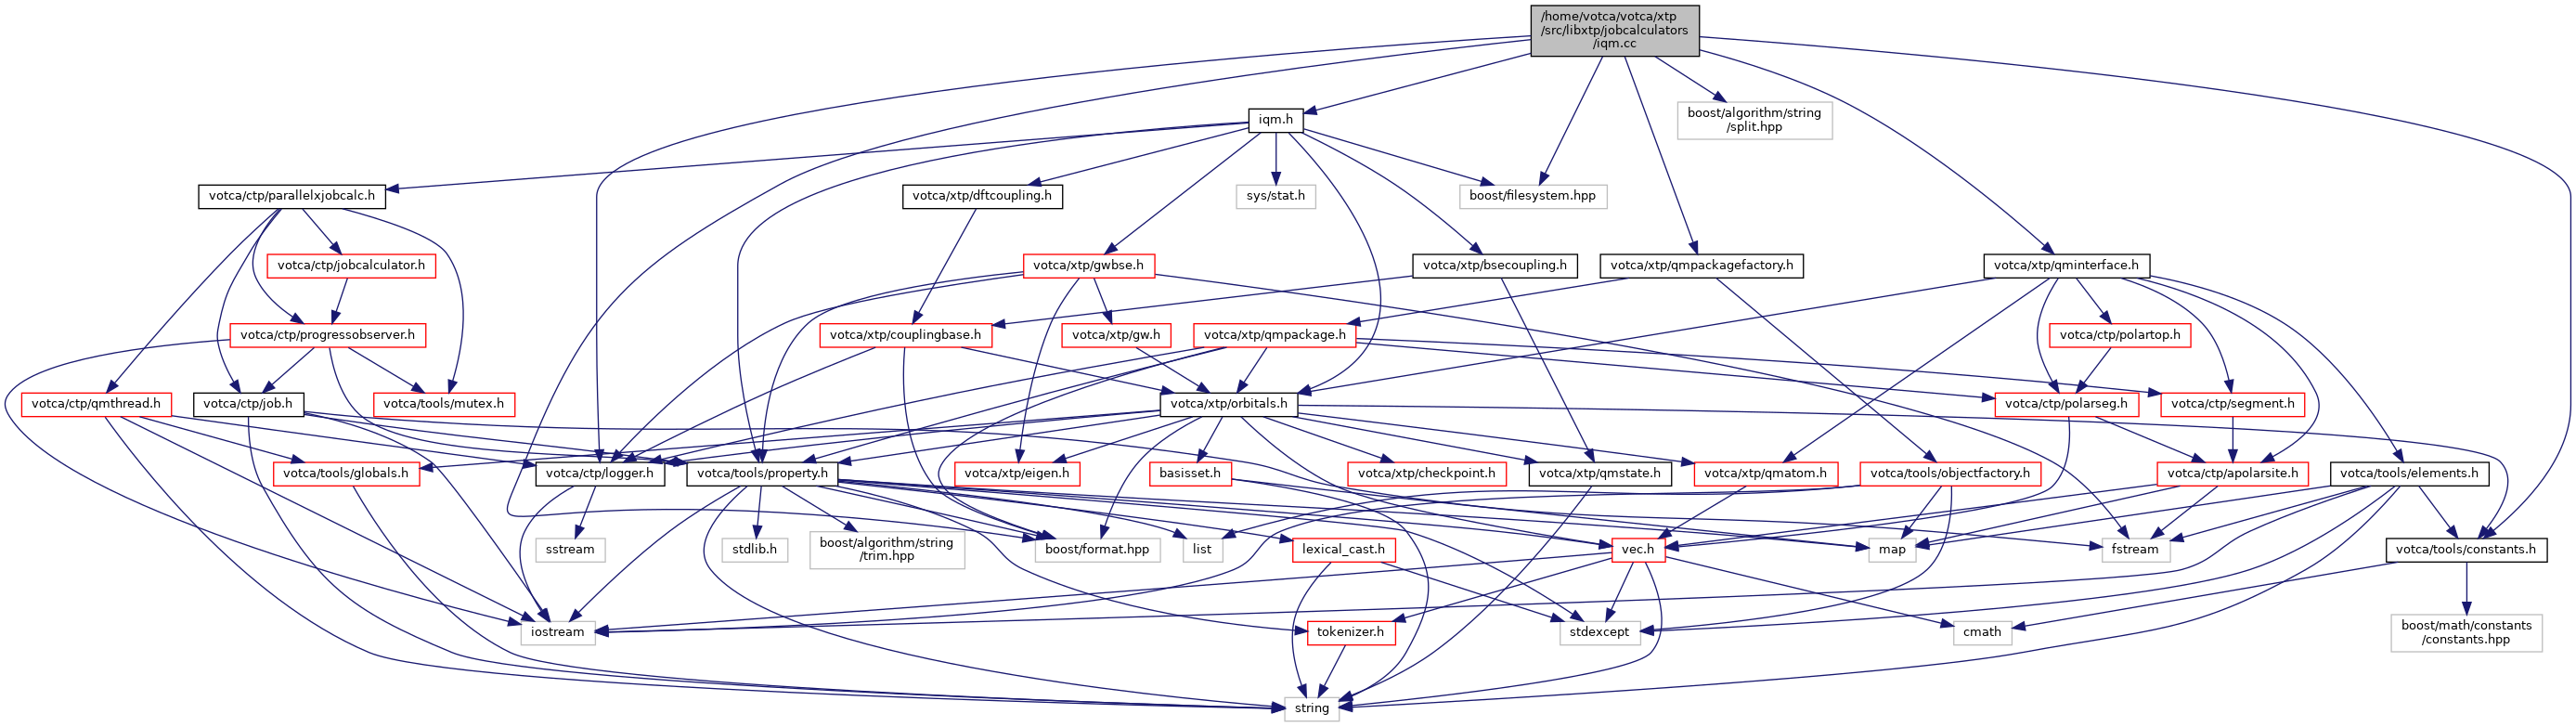 /home/votca/votca/xtp
/src/libxtp/jobcalculators
/iqm.cc
boost/algorithm/string
/split.hpp
iqm.h
votca/ctp/parallelxjobcalc.h
votca/xtp/dftcoupling.h
sys/stat.h
boost/filesystem.hpp
votca/ctp/jobcalculator.h
votca/xtp/gwbse.h
votca/xtp/bsecoupling.h
votca/xtp/qmpackagefactory.h
votca/xtp/qminterface.h
votca/ctp/progressobserver.h
votca/xtp/couplingbase.h
votca/xtp/gw.h
votca/xtp/qmpackage.h
votca/ctp/polartop.h
votca/ctp/qmthread.h
votca/ctp/job.h
votca/tools/mutex.h
votca/xtp/orbitals.h
votca/ctp/polarseg.h
votca/ctp/segment.h
votca/tools/globals.h
votca/ctp/logger.h
votca/tools/property.h
votca/xtp/eigen.h
basisset.h
votca/xtp/checkpoint.h
votca/xtp/qmstate.h
votca/xtp/qmatom.h
votca/tools/objectfactory.h
votca/ctp/apolarsite.h
votca/tools/elements.h
sstream
stdlib.h
boost/algorithm/string
/trim.hpp
boost/format.hpp
list
lexical_cast.h
vec.h
map
fstream
votca/tools/constants.h
iostream
tokenizer.h
stdexcept
cmath
boost/math/constants
/constants.hpp
string